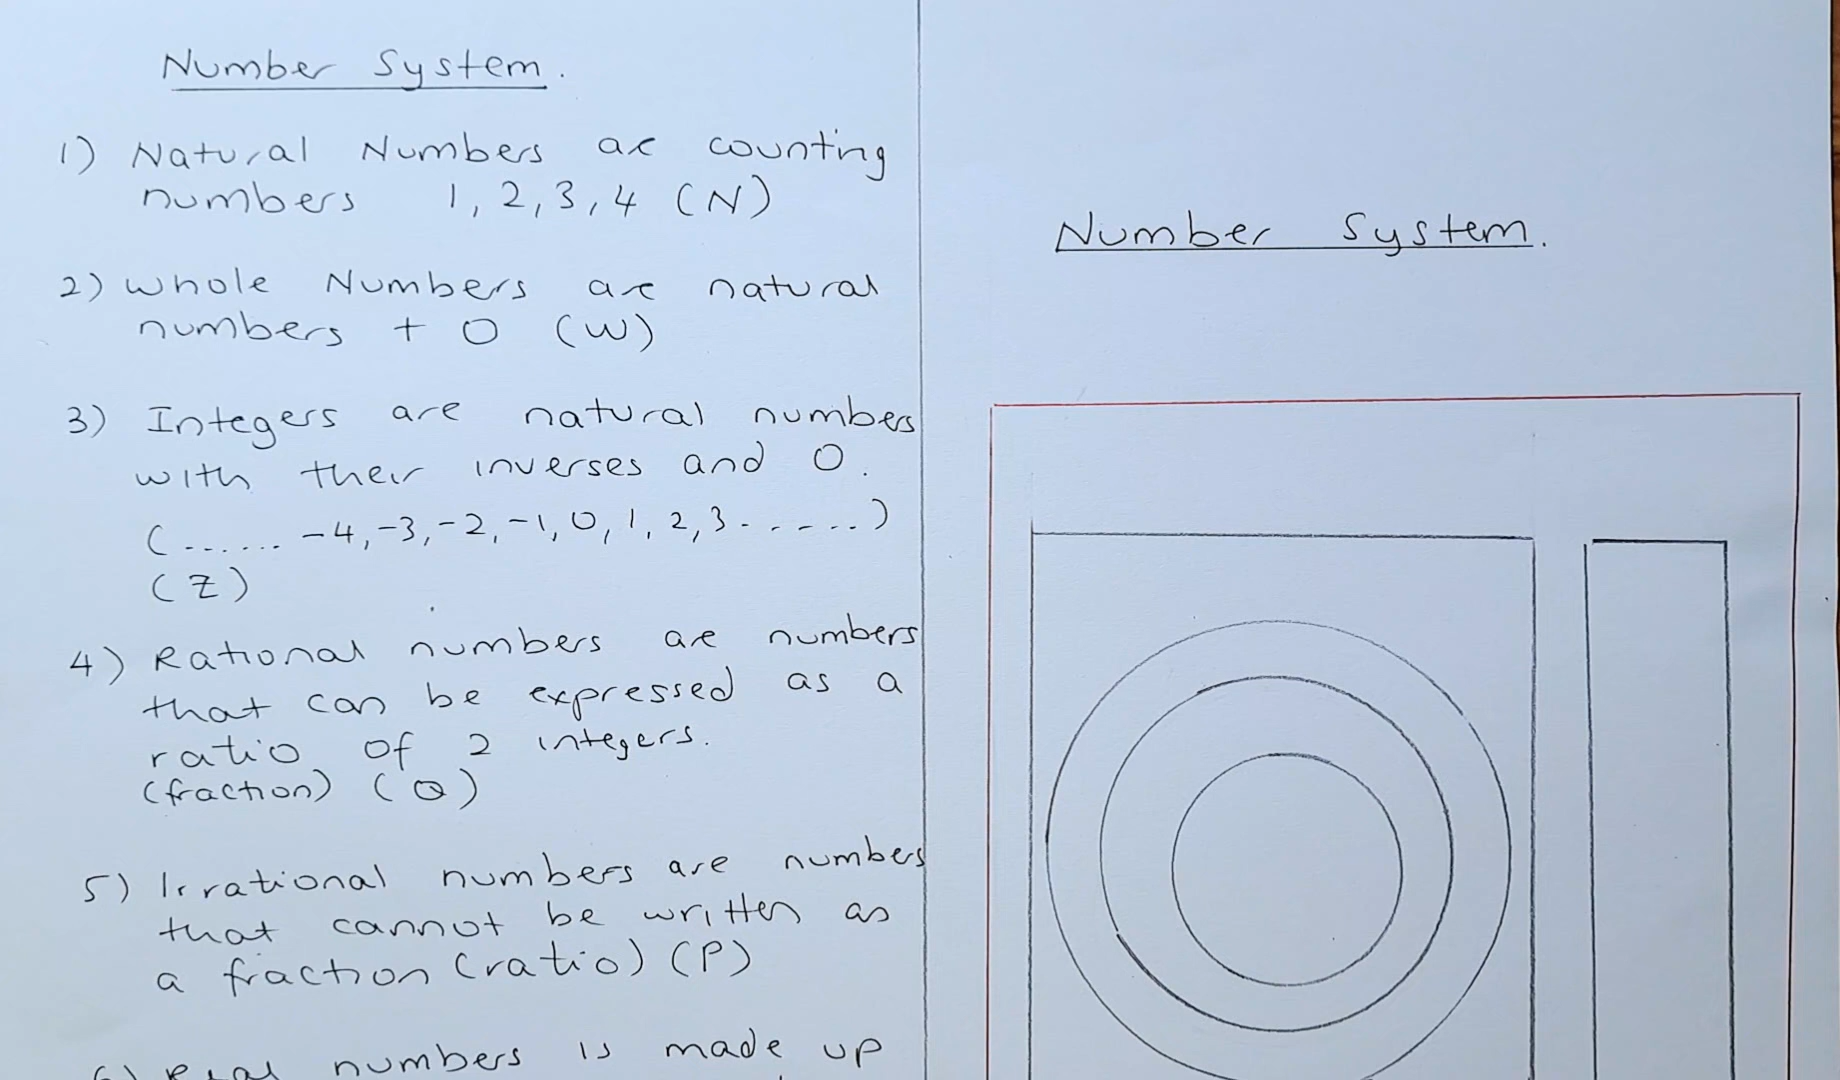 Number System.
1) Natural Numbers are counting
numbers 1, 2, 3, 4 (N)
2) Whole Numbers are natural
numbers + 0 (W)
3) Integers are natural numbers
with their inverses and 0.
(...... -4, -3, -2, -1, 0, 1, 2, 3 ......)
(Z)
4) Rational numbers are numbers
that can be expressed as a
ratio of 2 integers.
(fraction) (Q)
5) Irrational numbers are numbers
that cannot be written as
a fraction (ratio) (P)
6) Real numbers is made up
Number System.